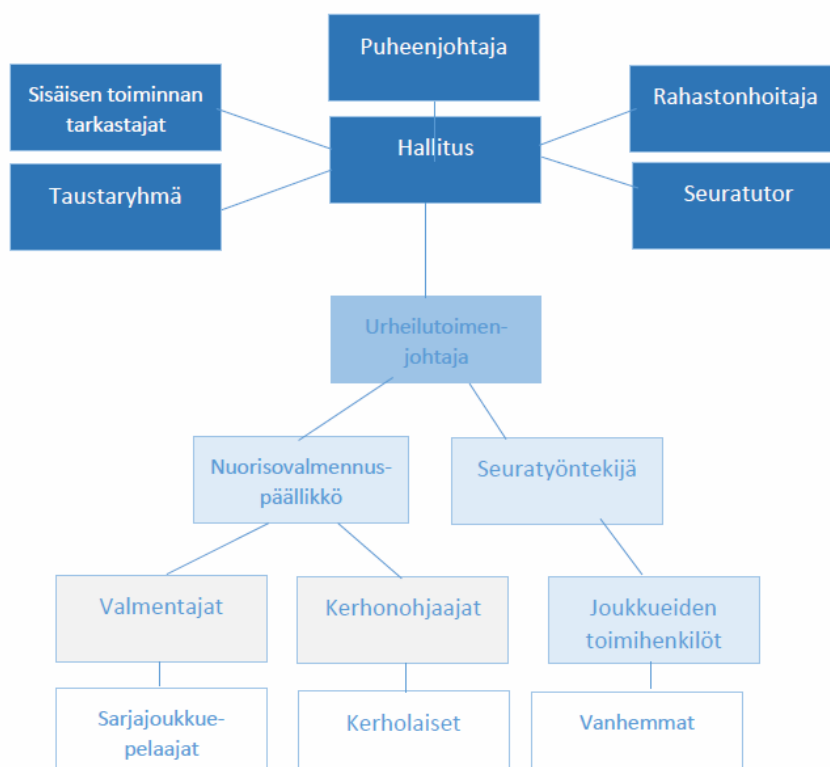 Puheenjohtaja
Sisäisen toiminnan
tarkastajat
Rahastonhoitaja
Hallitus
Taustaryhmä
Seuratutor
Urheilutoimen-
johtaja
Nuorisovalmennus-
päällikkö
Seuratyöntekijä
Valmentajat
Kerhonohjaajat
Joukkueiden
toimihenkilöt
Sarjajoukkue-
pelaajat
Kerholaiset
Vanhemmat